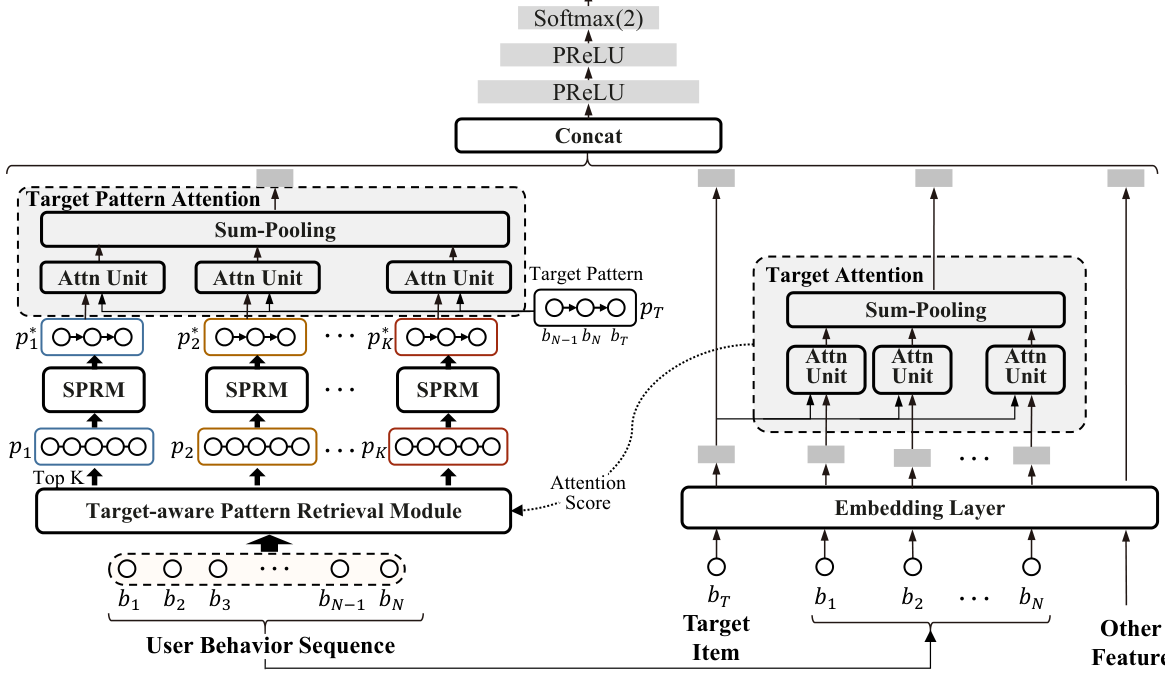 Softmax(2)
PReLU
PReLU
Concat
Target Pattern Attention
Sum-Pooling
Attn Unit
Attn Unit
Attn Unit
Target Pattern
p_T
b_{N-1} b_N b_T
p_1^*
p_2^*
···
p_K^*
SPRM
SPRM
···
SPRM
p_1
p_2
···
p_K
Top K
Target-aware Pattern Retrieval Module
···
b_1 b_2 b_3 b_{N-1} b_N
User Behavior Sequence
Attention
Score
Target Attention
Sum-Pooling
Attn
Unit
Attn
Unit
Attn
Unit
···
Embedding Layer
b_T
b_1 b_2 ··· b_N
Target
Item
Other
Feature